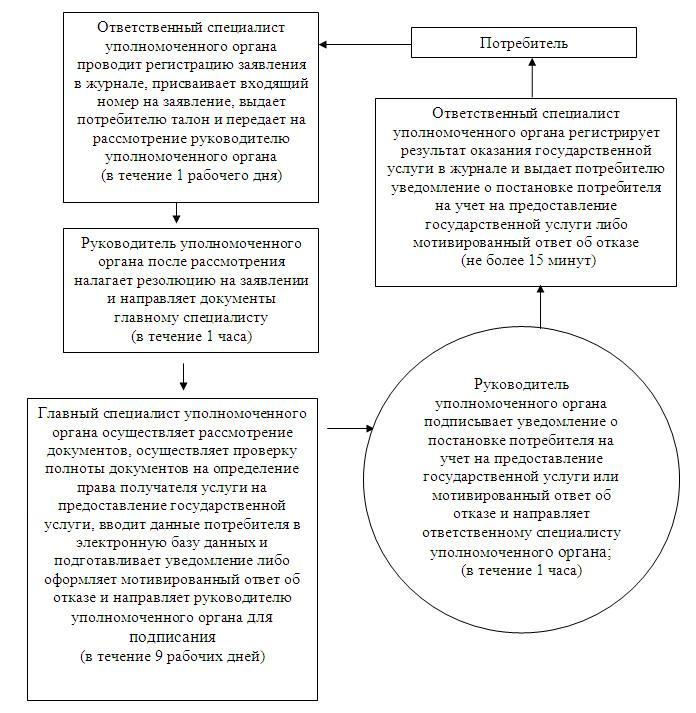 Потребитель
Ответственный специалист
уполномоченного органа
проводит регистрацию заявления
в журнале, присваивает входящий
номер на заявление, выдает
потребителю талон и передает на
рассмотрение руководителю
уполномоченного органа
(в течение 1 рабочего дня)
Руководитель уполномоченного
органа после рассмотрения
налагает резолюцию на заявлении
и направляет документы
главному специалисту
(в течение 1 часа)
Главный специалист уполномоченного
органа осуществляет рассмотрение
документов, осуществляет проверку
полноты документов на определение
права получателя услуги на
предоставление государственной
услуги, вводит данные потребителя в
электронную базу данных и
подготавливает уведомление либо
оформляет мотивированный ответ об
отказе и направляет руководителю
уполномоченного органа для
подписания
(в течение 9 рабочих дней)
Руководитель
уполномоченного органа
подписывает уведомление о
постановке потребителя на
учет на предоставление
государственной услуги или
мотивированный ответ об
отказе и направляет
ответственному специалисту
уполномоченного органа;
(в течение 1 часа)
Ответственный специалист
уполномоченного органа регистрирует
результат оказания государственной
услуги в журнале и выдает потребителю
уведомление о постановке потребителя
на учет на предоставление
государственной услуги либо
мотивированный ответ об отказе
(не более 15 минут)